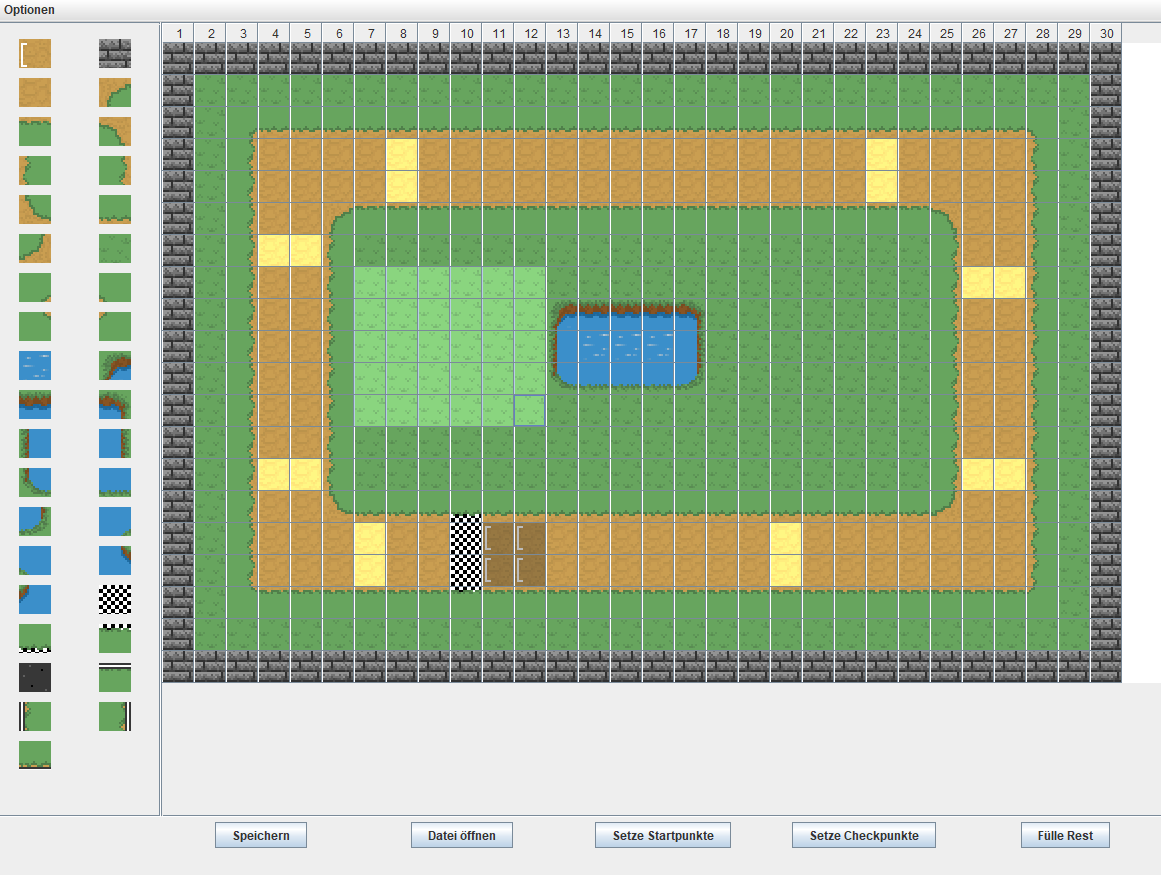 Optionen
1 2 3 4 5 6 7 8 9 10 11 12 13 14 15 16 17 18 19 20 21 22 23 24 25 26 27 28 29 30
Speichern Datei öffnen Setze Startpunkte Setze Checkpunkte Fülle Rest